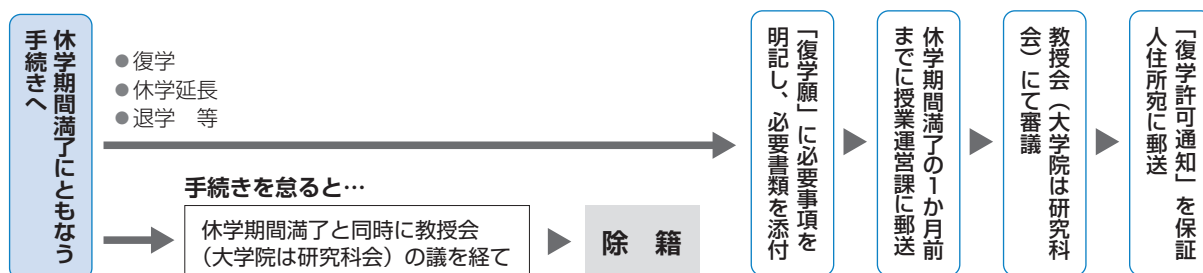 休学期間満了にともなう
手続きへ
●復学
●休学延長
●退学　等
手続きを怠ると…
休学期間満了と同時に教授会
（大学院は研究科会）の議を経て
除　籍
「復学願」に必要事項を
明記し、必要書類を添付
休学期間満了の1か月前
までに授業運営課に郵送
教授会（大学院は研究科
会）にて審議
「復学許可通知」を保証
人住所宛に郵送